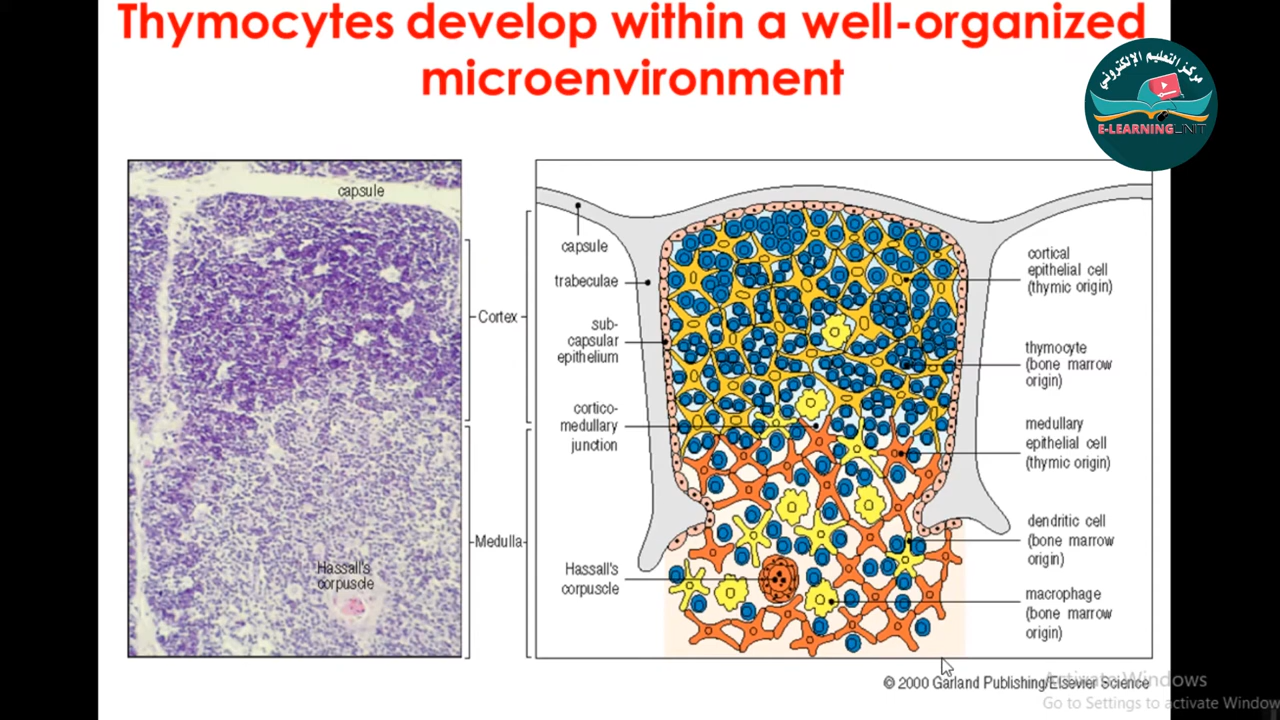 Thymocytes develop within a well-organized
microenvironment
مركز التعليم الإلكتروني
E-LEARNING UNIT
capsule
Hassall's
corpuscle
Cortex
Medulla
capsule
trabeculae
sub-
capsular
epithelium
cortico-
medullary
junction
Hassall's
corpuscle
cortical
epithelial cell
(thymic origin)
thymocyte
(bone marrow
origin)
medullary
epithelial cell
(thymic origin)
dendritic cell
(bone marrow
origin)
macrophage
(bone marrow
origin)
© 2000 Garland Publishing/Elsevier Science
Activate Windows
Go to Settings to activate Window